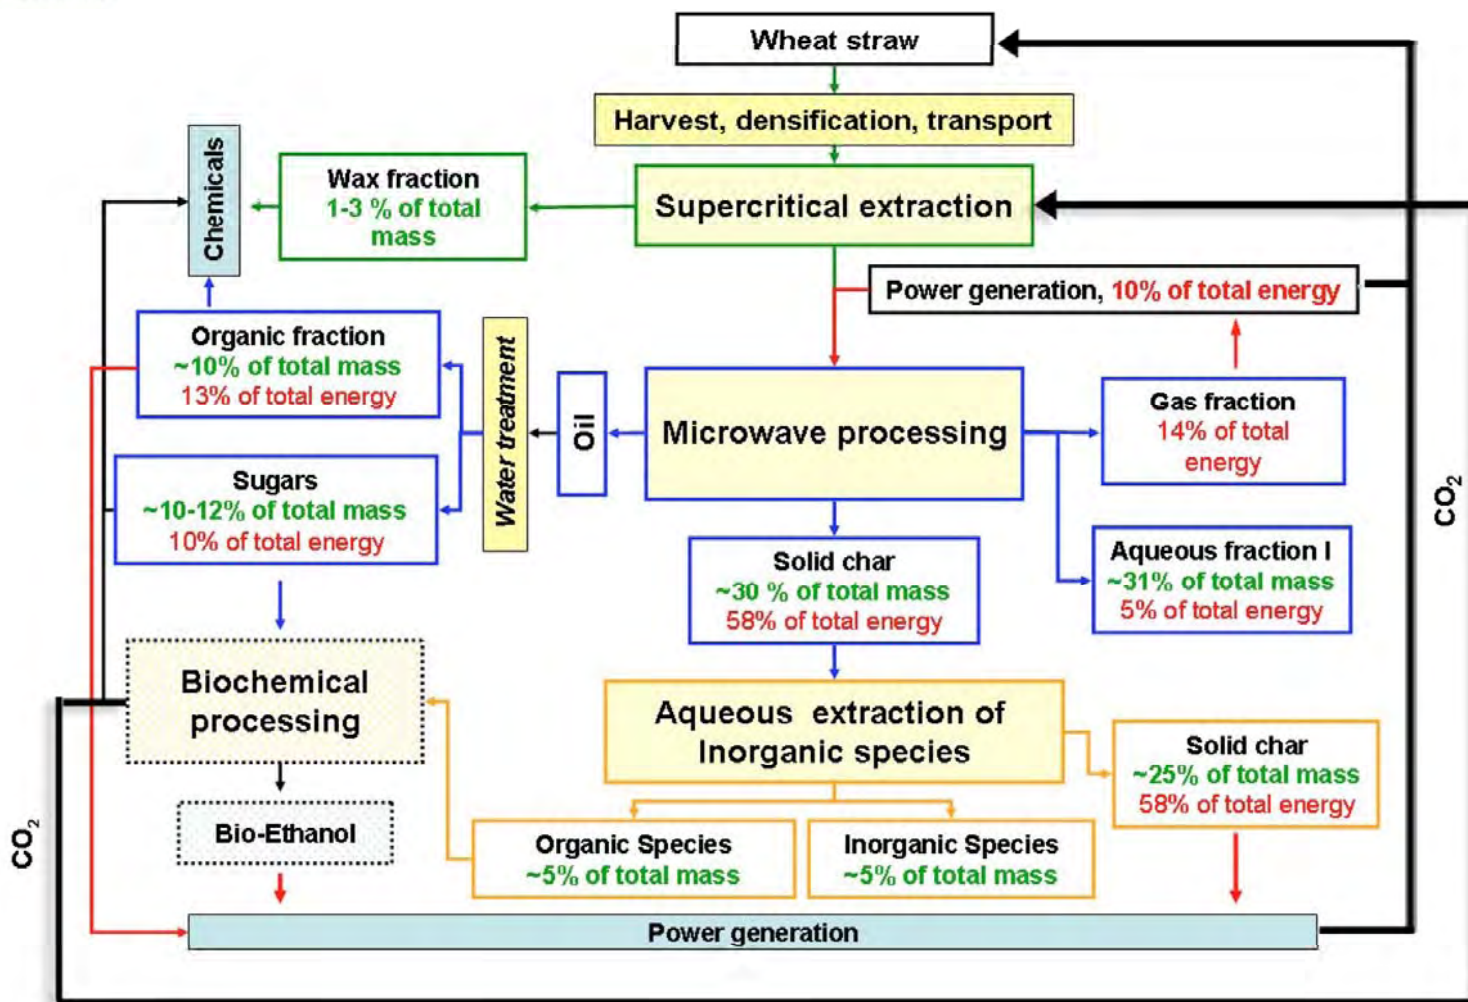 Wheat straw
Harvest, densification, transport
Chemicals
Wax fraction
1-3 % of total
mass
Supercritical extraction
Power generation, 10% of total energy
Organic fraction
~10% of total mass
13% of total energy
Water treatment
Oil
Microwave processing
Gas fraction
14% of total
energy
Sugars
~10-12% of total mass
10% of total energy
Solid char
~30 % of total mass
58% of total energy
Aqueous fraction I
~31% of total mass
5% of total energy
CO₂
Biochemical
processing
Aqueous extraction of
Inorganic species
Solid char
~25% of total mass
58% of total energy
Bio-Ethanol
Organic Species
~5% of total mass
Inorganic Species
~5% of total mass
CO₂
Power generation